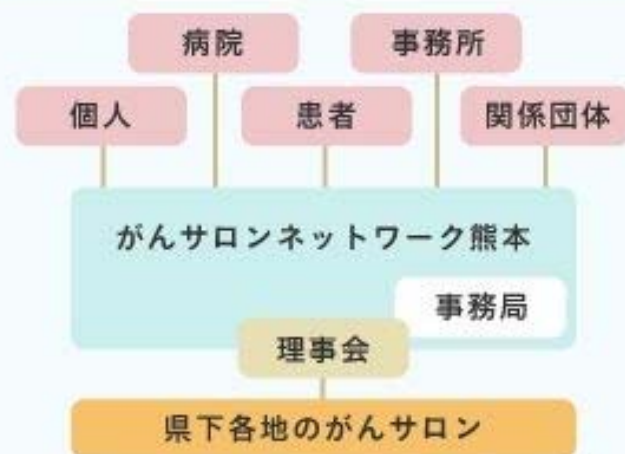 病院
事務所
個人
患者
関係団体
がんサロンネットワーク熊本
事務局
理事会
県下各地のがんサロン